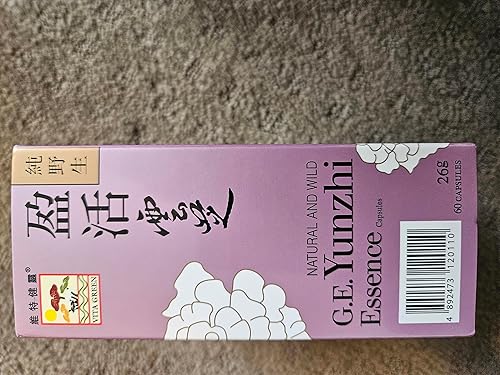 純野生
盈活
雲芝
維特健靈®
VITA GREEN
NATURAL AND WILD
G.E. Yunzhi
Essence Capsules
26g
60 CAPSULES
4 892473 120110